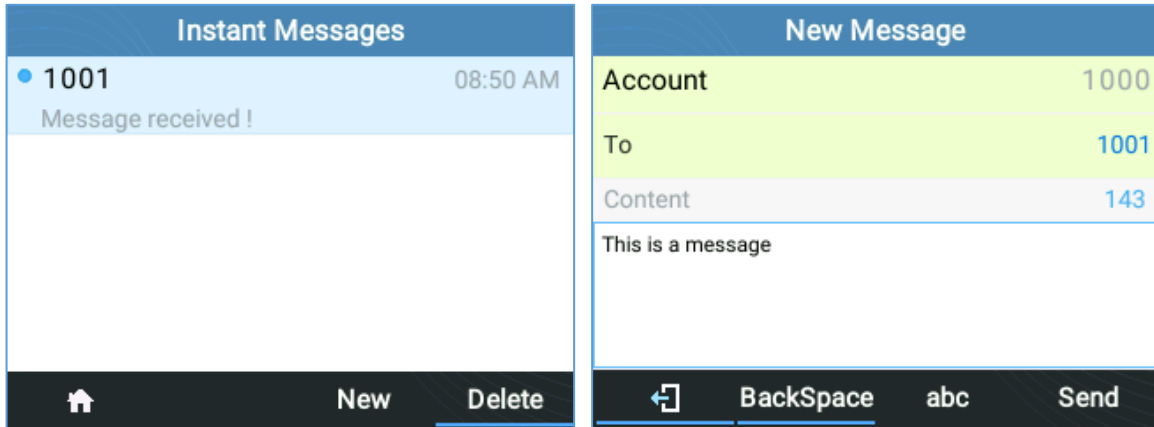 Instant Messages
1001 08:50 AM
Message received !
New Delete
New Message
Account 1000
To 1001
Content 143
This is a message
BackSpace abc Send